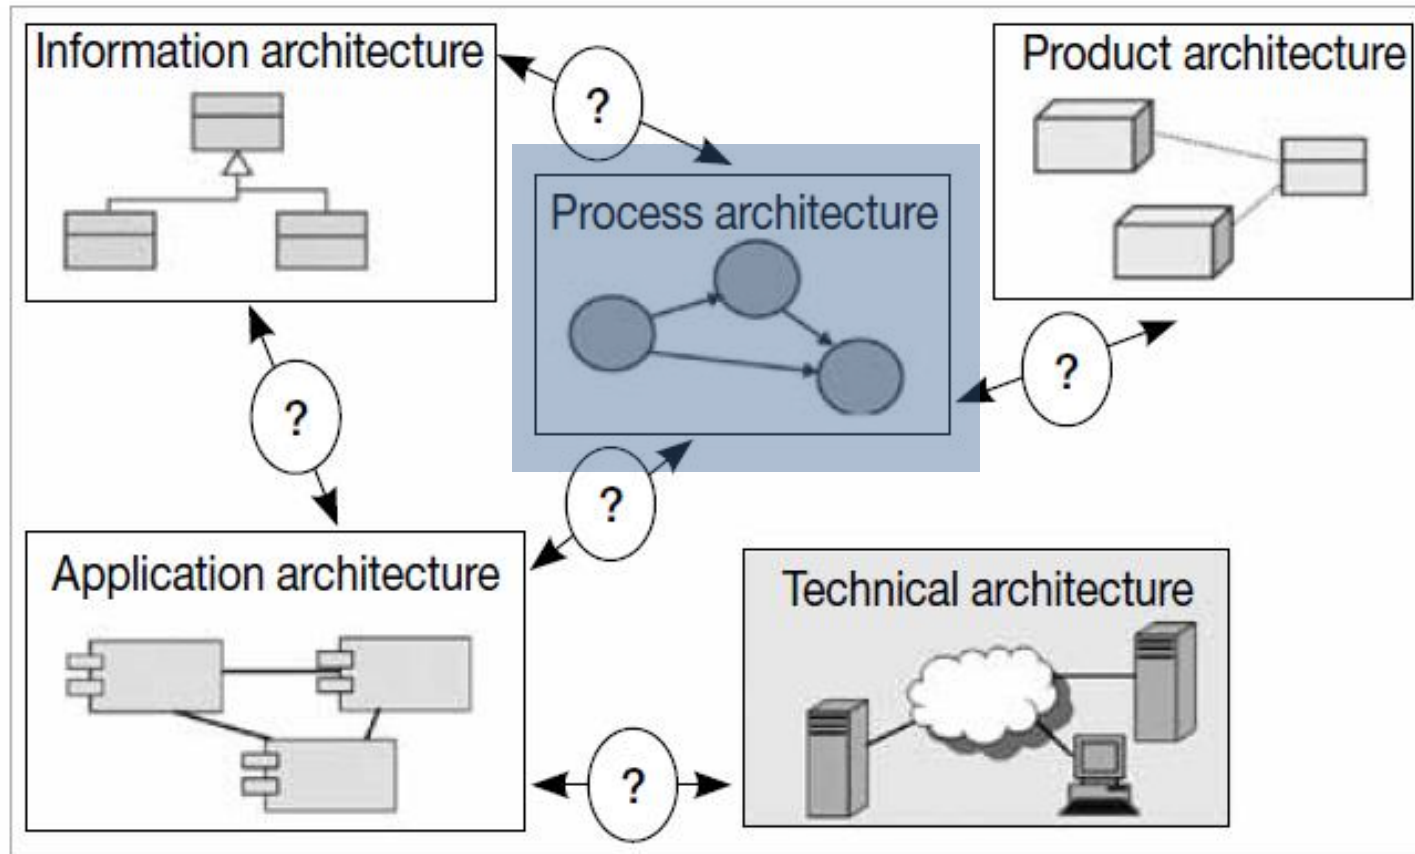 Information architecture
?
Product architecture
Process architecture
?
?
?
Application architecture
Technical architecture
?